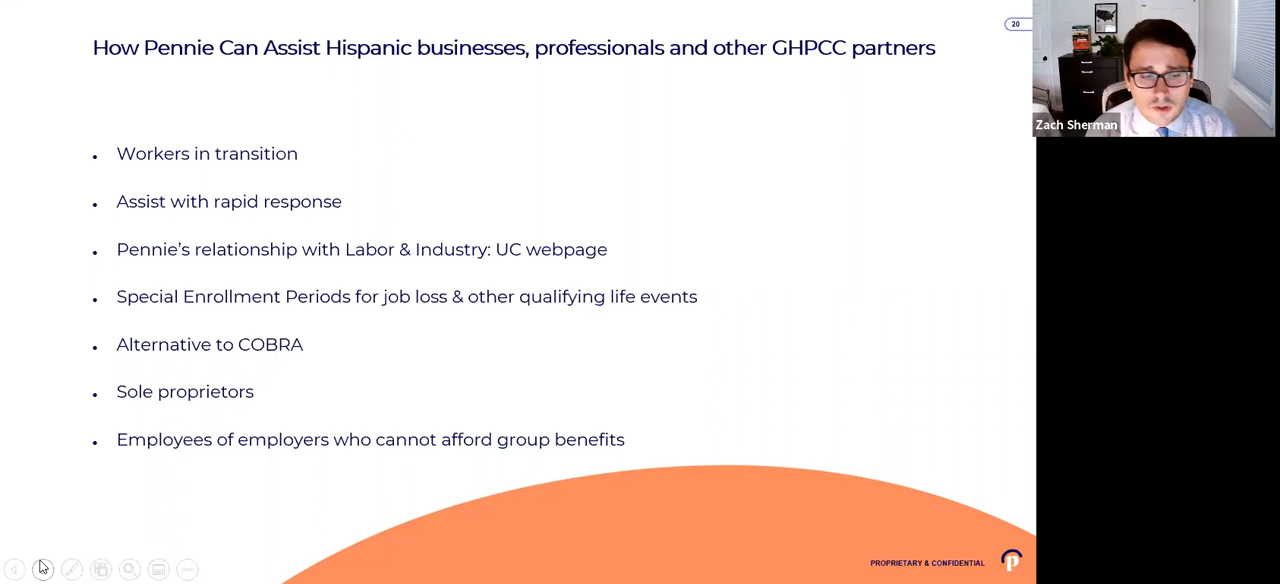 20
How Pennie Can Assist Hispanic businesses, professionals and other GHPCC partners
Zach Sherman
• Workers in transition
• Assist with rapid response
• Pennie’s relationship with Labor & Industry: UC webpage
• Special Enrollment Periods for job loss & other qualifying life events
• Alternative to COBRA
• Sole proprietors
• Employees of employers who cannot afford group benefits
PROPRIETARY & CONFIDENTIAL
p